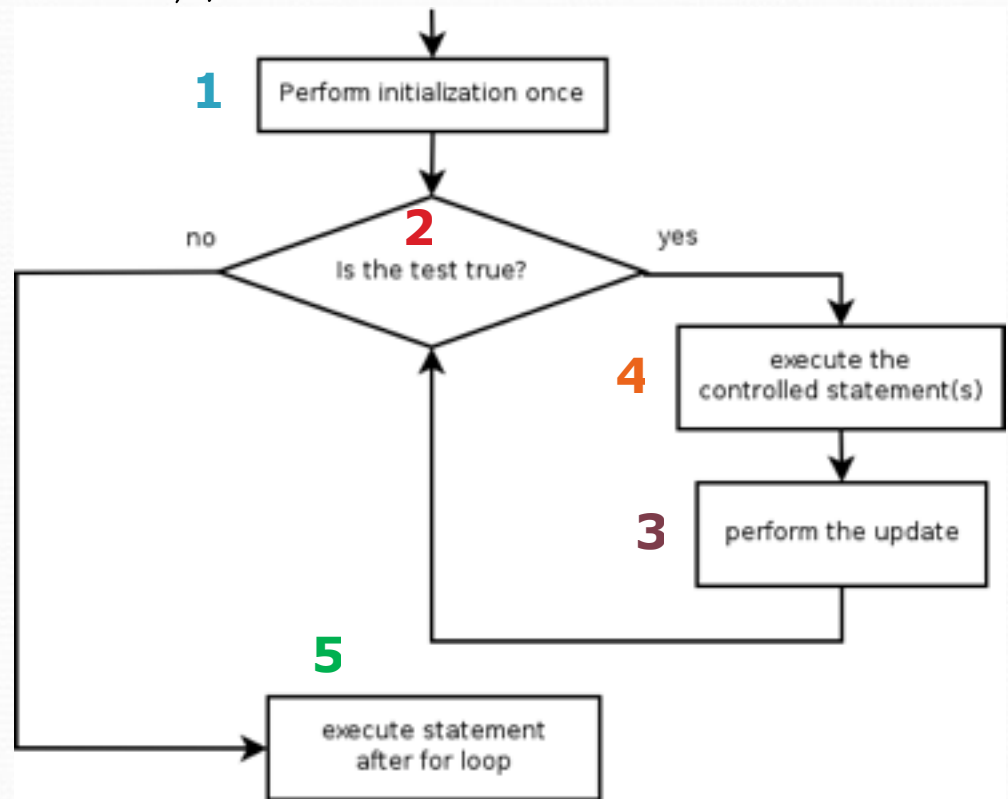 1
Perform initialization once
2
no
yes
Is the test true?
4
execute the
controlled statement(s)
3
perform the update
5
execute statement
after for loop